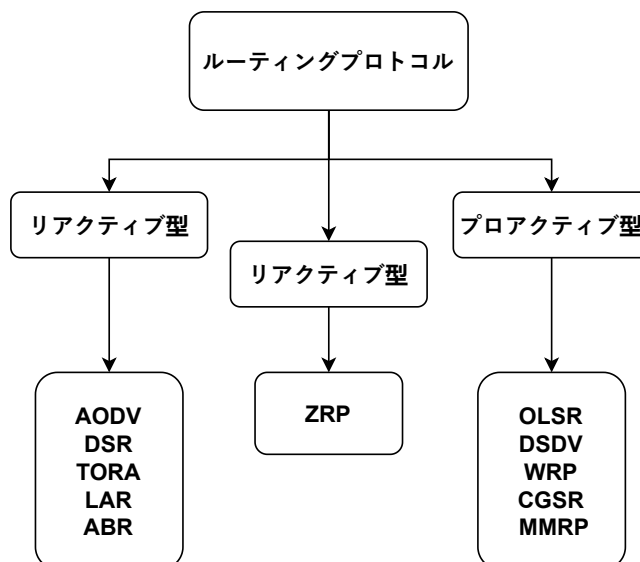 ルーティングプロトコル
リアクティブ型
リアクティブ型
プロアクティブ型
AODV
DSR
TORA
LAR
ABR
ZRP
OLSR
DSDV
WRP
CGSR
MMRP